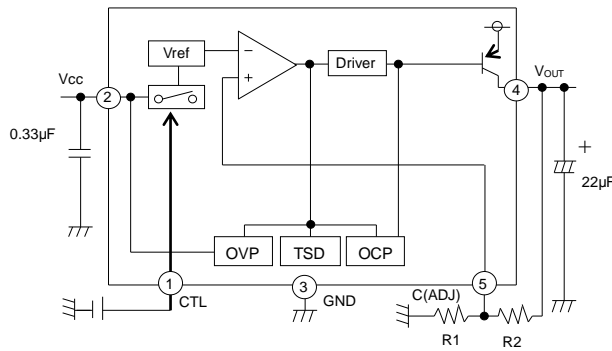 Vref
−
+
Driver
Vcc
2
4
VOUT
0.33µF
+
22µF
OVP
TSD
OCP
1
CTL
3
GND
5
C(ADJ)
R1
R2